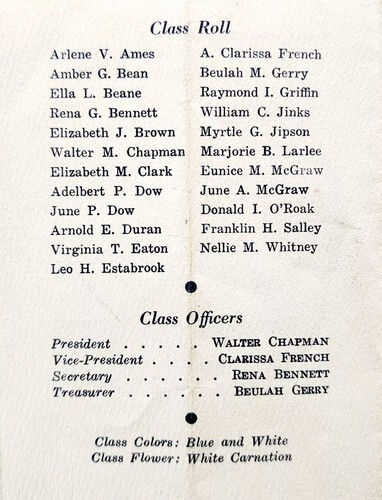 Class Roll
Arlene V. Ames
Amber G. Bean
Ella L. Beane
Rena G. Bennett
Elizabeth J. Brown
Walter M. Chapman
Elizabeth M. Clark
Adelbert P. Dow
June P. Dow
Arnold E. Duran
Virginia T. Eaton
Leo H. Estabrook
A. Clarissa French
Beulah M. Gerry
Raymond I. Griffin
William C. Jinks
Myrtle G. Jipson
Marjorie B. Larlee
Eunice M. McGraw
June A. McGraw
Donald I. O'Roak
Franklin H. Salley
Nellie M. Whitney
Class Officers
President . . . . . WALTER CHAPMAN
Vice-President . . . . CLARISSA FRENCH
Secretary . . . . . . RENA BENNETT
Treasurer . . . . . . BEULAH GERRY
Class Colors: Blue and White
Class Flower: White Carnation